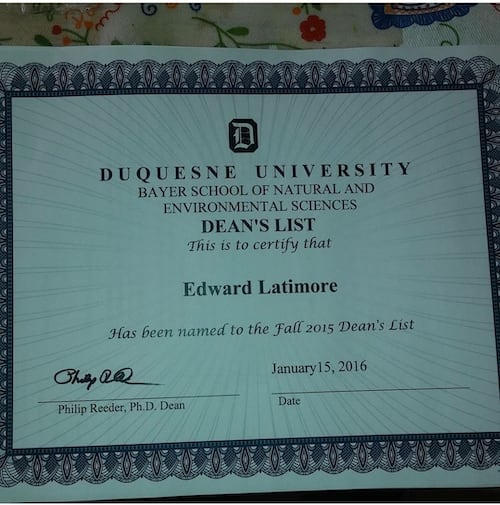 D
DUQUESNE UNIVERSITY
BAYER SCHOOL OF NATURAL AND
ENVIRONMENTAL SCIENCES
DEAN'S LIST
This is to certify that
Edward Latimore
Has been named to the Fall 2015 Dean's List
January15, 2016
Philip Reeder, Ph.D. Dean
Date